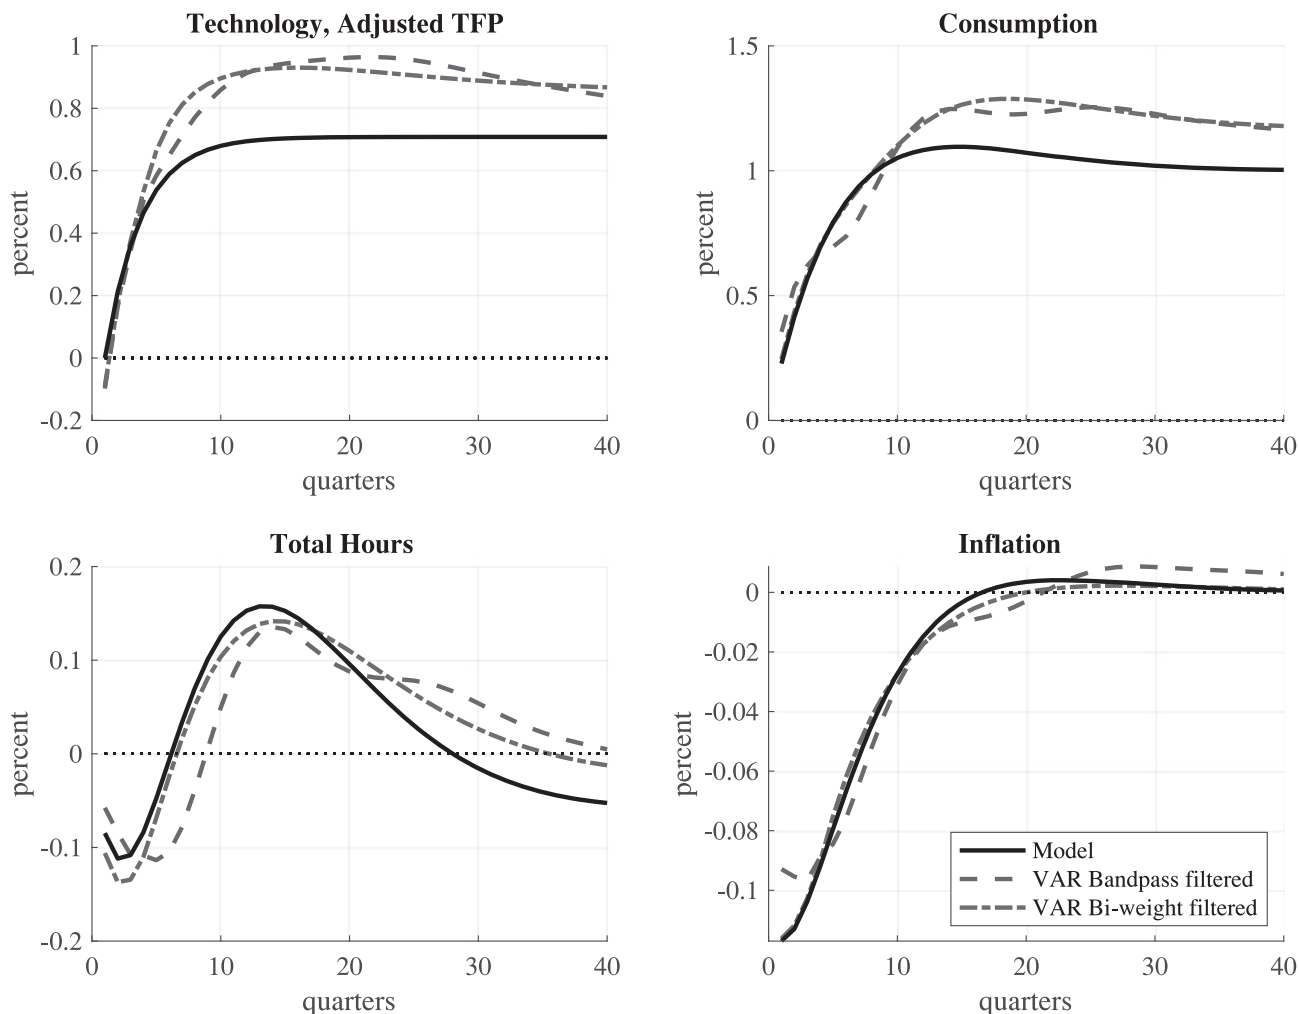 Technology, Adjusted TFP
1
0.8
0.6
0.4
0.2
0
-0.2
percent
0 10 20 30 40
quarters
Consumption
1.5
1
0.5
0
percent
0 10 20 30 40
quarters
Total Hours
0.2
0.1
0
-0.1
-0.2
percent
0 10 20 30 40
quarters
Inflation
0
-0.02
-0.04
-0.06
-0.08
-0.1
percent
Model
VAR Bandpass filtered
VAR Bi-weight filtered
0 10 20 30 40
quarters